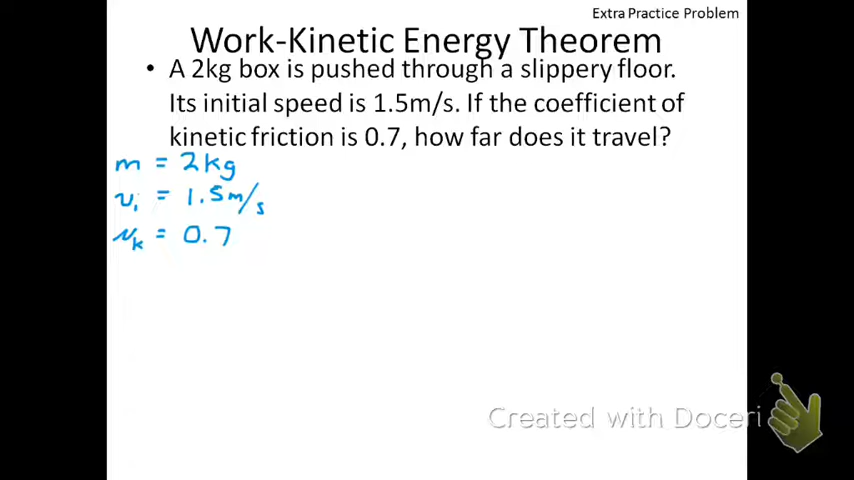 Extra Practice Problem
Work-Kinetic Energy Theorem
• A 2kg box is pushed through a slippery floor.
Its initial speed is 1.5m/s. If the coefficient of
kinetic friction is 0.7, how far does it travel?
m = 2kg
vᵢ = 1.5m/s
μₖ = 0.7
Created with Doceri